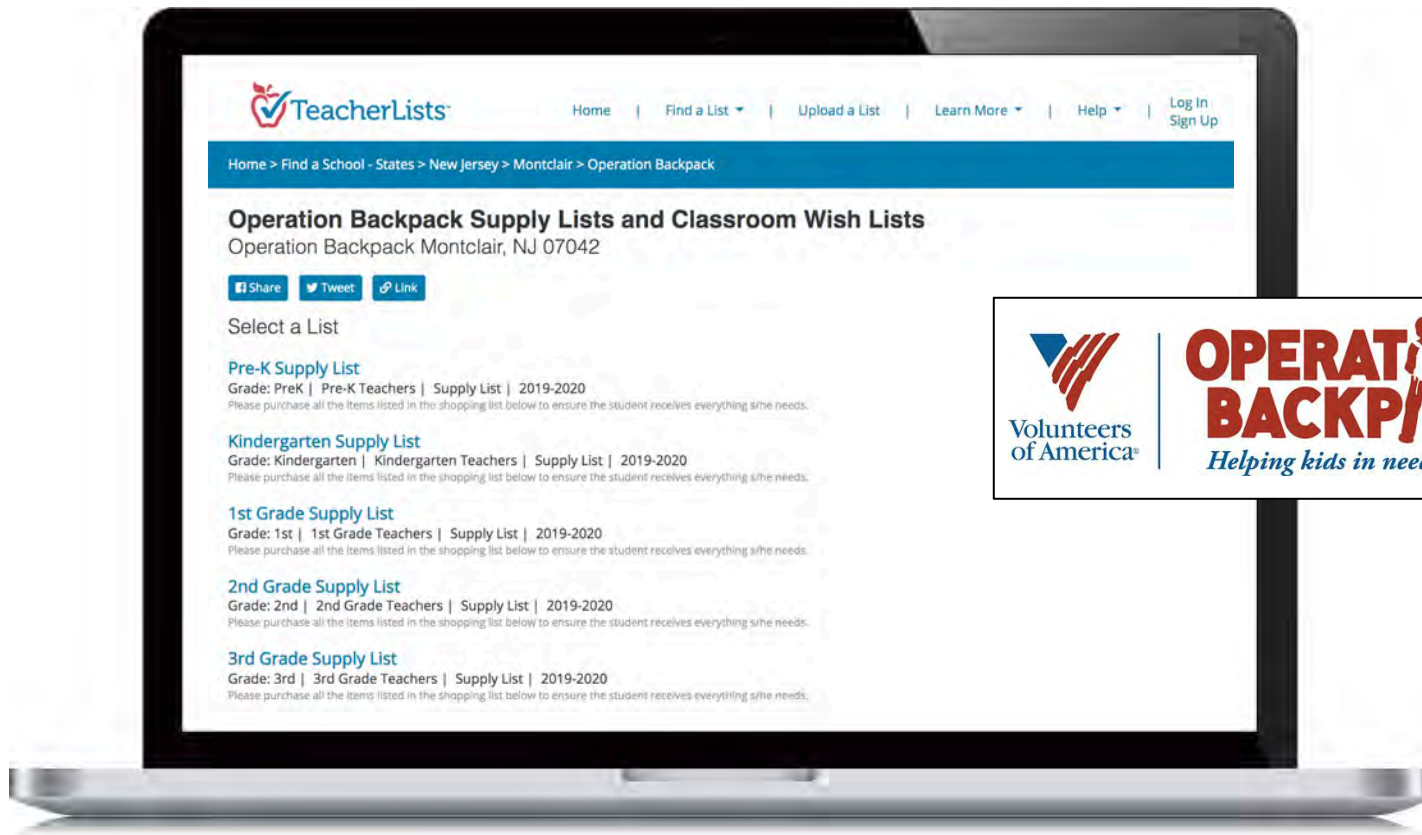 TeacherLists
Home | Find a List | Upload a List | Learn More | Help | Log In
Sign Up
Home > Find a School - States > New Jersey > Montclair > Operation Backpack
Operation Backpack Supply Lists and Classroom Wish Lists
Operation Backpack Montclair, NJ 07042
Share Tweet Link
Select a List
Pre-K Supply List
Grade: PreK | Pre-K Teachers | Supply List | 2019-2020
Please purchase all the items listed in the shopping list below to ensure the student receives everything s/he needs.
Kindergarten Supply List
Grade: Kindergarten | Kindergarten Teachers | Supply List | 2019-2020
Please purchase all the items listed in the shopping list below to ensure the student receives everything s/he needs.
1st Grade Supply List
Grade: 1st | 1st Grade Teachers | Supply List | 2019-2020
Please purchase all the items listed in the shopping list below to ensure the student receives everything s/he needs.
2nd Grade Supply List
Grade: 2nd | 2nd Grade Teachers | Supply List | 2019-2020
Please purchase all the items listed in the shopping list below to ensure the student receives everything s/he needs.
3rd Grade Supply List
Grade: 3rd | 3rd Grade Teachers | Supply List | 2019-2020
Please purchase all the items listed in the shopping list below to ensure the student receives everything s/he needs.
Volunteers
of America®
OPERAT
BACKP
Helping kids in need